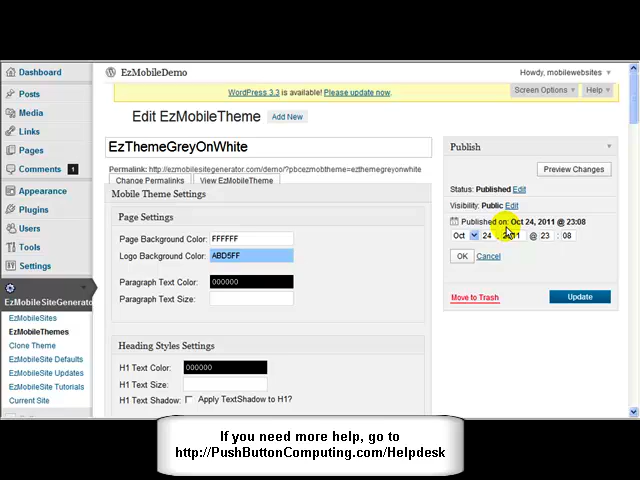 EzMobileDemo
Howdy, mobilewebsites
Dashboard
Posts
Media
Links
Pages
Comments 1
Appearance
Plugins
Users
Tools
Settings
EzMobileSiteGenerator
EzMobileSites
EzMobileThemes
Clone Theme
EzMobileSite Defaults
EzMobileSite Updates
EzMobileSite Tutorials
Current Site
WordPress 3.3 is available! Please update now.
Screen Options
Help
Edit EzMobileTheme Add New
EzThemeGreyOnWhite
Permalink: http://ezmobilesitegenerator.com/demo/?pbcezmobtheme=ezthemegreyonwhite
Change Permalinks View EzMobileTheme
Mobile Theme Settings
Page Settings
Page Background Color: FFFFFF
Logo Background Color: ABD5FF
Paragraph Text Color: 000000
Paragraph Text Size:
Heading Styles Settings
H1 Text Color: 000000
H1 Text Size:
H1 Text Shadow: Apply TextShadow to H1?
Publish
Preview Changes
Status: Published Edit
Visibility: Public Edit
Published on: Oct 24, 2011 @ 23:08
Oct 24, 2011 @ 23 : 08
OK Cancel
Move to Trash Update
If you need more help, go to
http://PushButtonComputing.com/Helpdesk